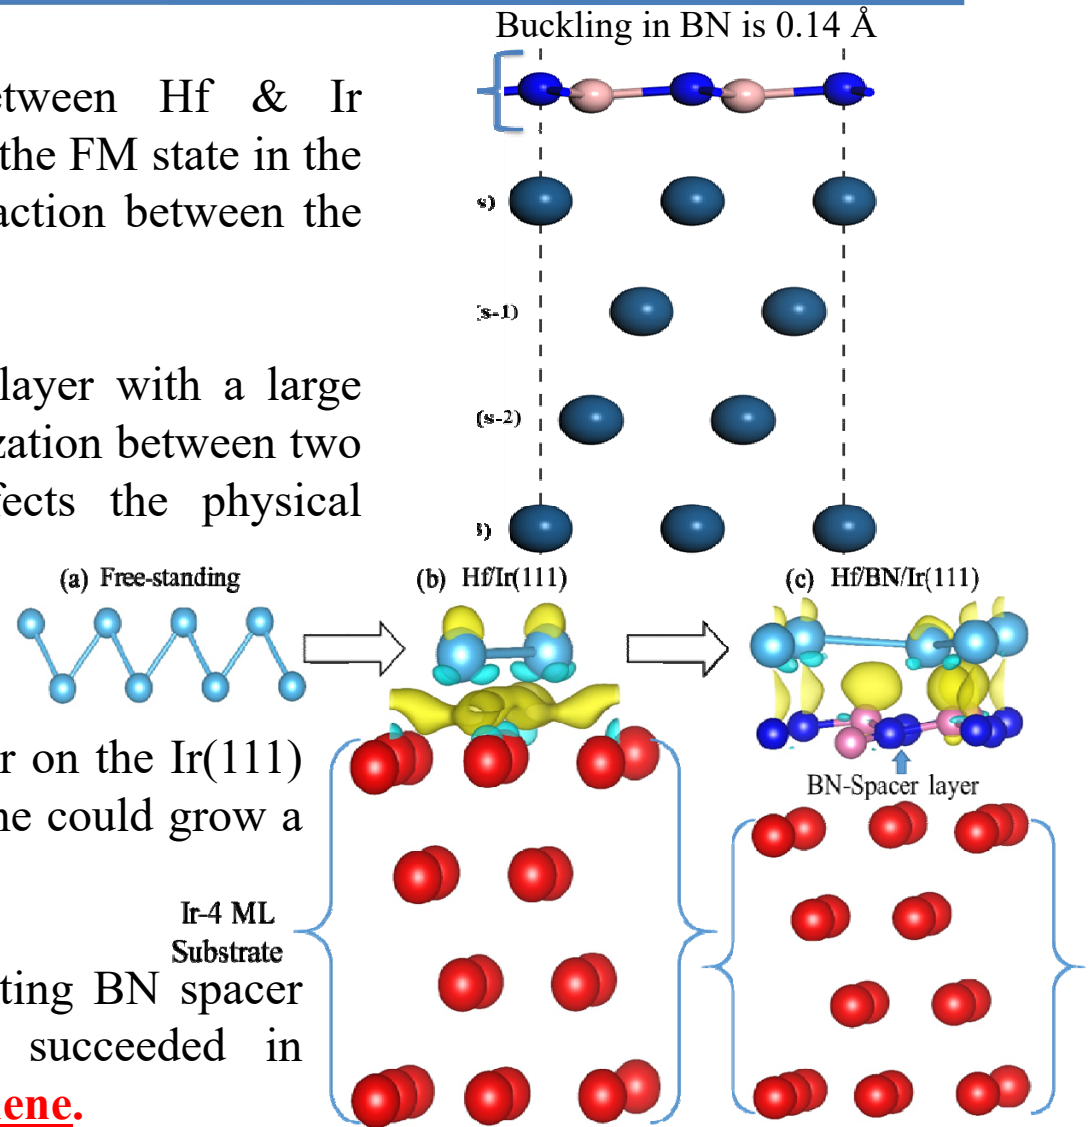 Buckling in BN is 0.14 Å
etween Hf & Ir
the FM state in the
action between the
s)
(s-1)
layer with a large
zation between two
ffects the physical
(s-2)
(a) Free-standing
(b) Hf/Ir(111)
(c) Hf/BN/Ir(111)
r on the Ir(111)
ne could grow a
BN-Spacer layer
Ir-4 ML
Substrate
ting BN spacer
succeeded in
ene.